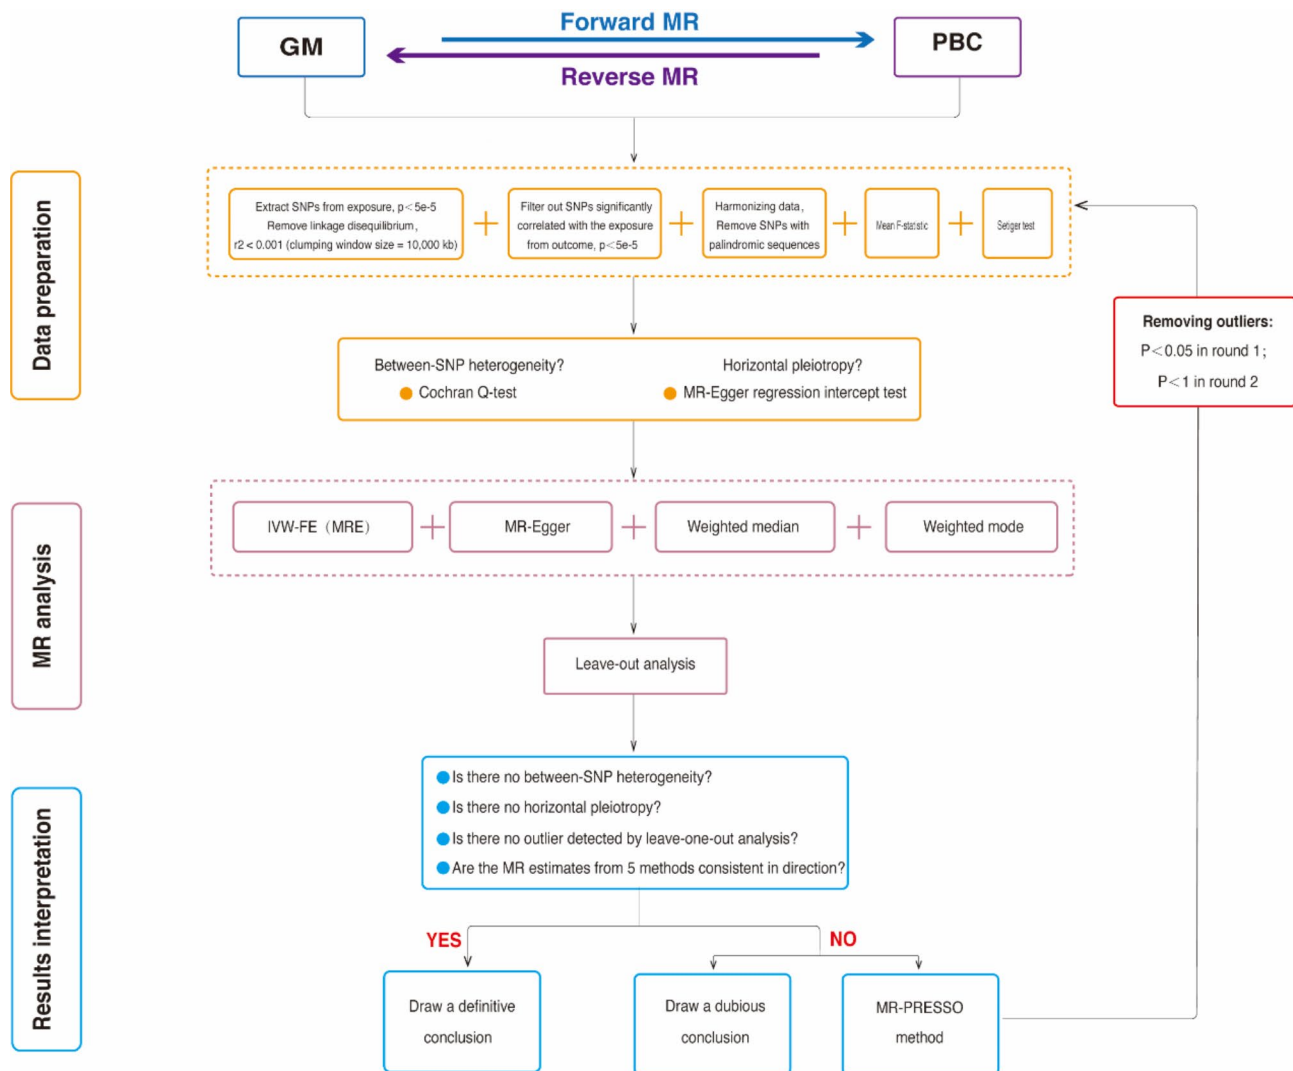 Forward MR
GM
PBC
Reverse MR
Data preparation
Extract SNPs from exposure, p<5e-5
Remove linkage disequilibrium,
r2 < 0.001 (clumping window size = 10,000 kb)
+
Filter out SNPs significantly
correlated with the exposure
from outcome, p<5e-5
+
Harmonizing data,
Remove SNPs with
palindromic sequences
+
Mean F-statistic
+
Setiger test
Between-SNP heterogeneity?
Cochran Q-test
Horizontal pleiotropy?
MR-Egger regression intercept test
Removing outliers:
P<0.05 in round 1;
P<1 in round 2
MR analysis
IVW-FE（MRE）
+
MR-Egger
+
Weighted median
+
Weighted mode
Leave-out analysis
Results interpretation
Is there no between-SNP heterogeneity?
Is there no horizontal pleiotropy?
Is there no outlier detected by leave-one-out analysis?
Are the MR estimates from 5 methods consistent in direction?
YES
NO
Draw a definitive
conclusion
Draw a dubious
conclusion
MR-PRESSO
method